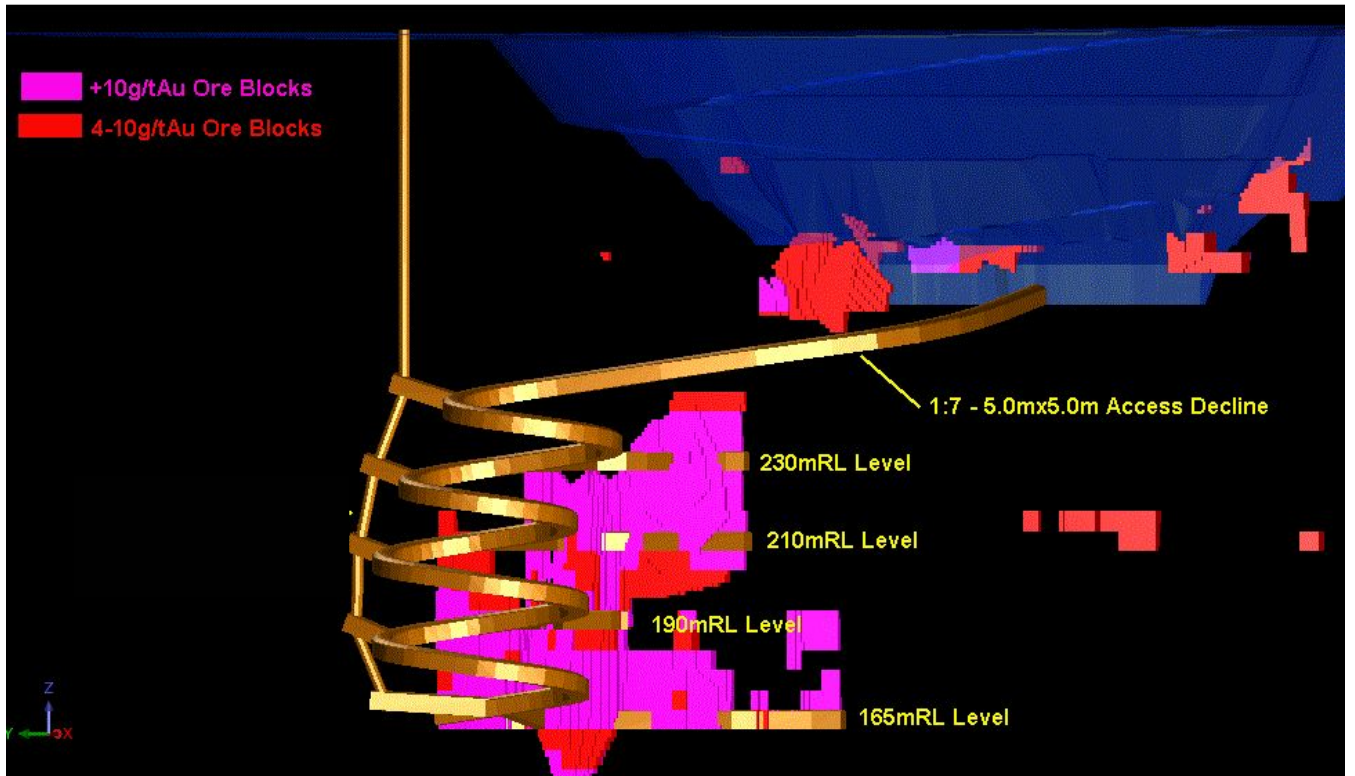 +10g/tAu Ore Blocks
4-10g/tAu Ore Blocks
1:7 - 5.0mx5.0m Access Decline
230mRL Level
210mRL Level
190mRL Level
165mRL Level
Z
Y X